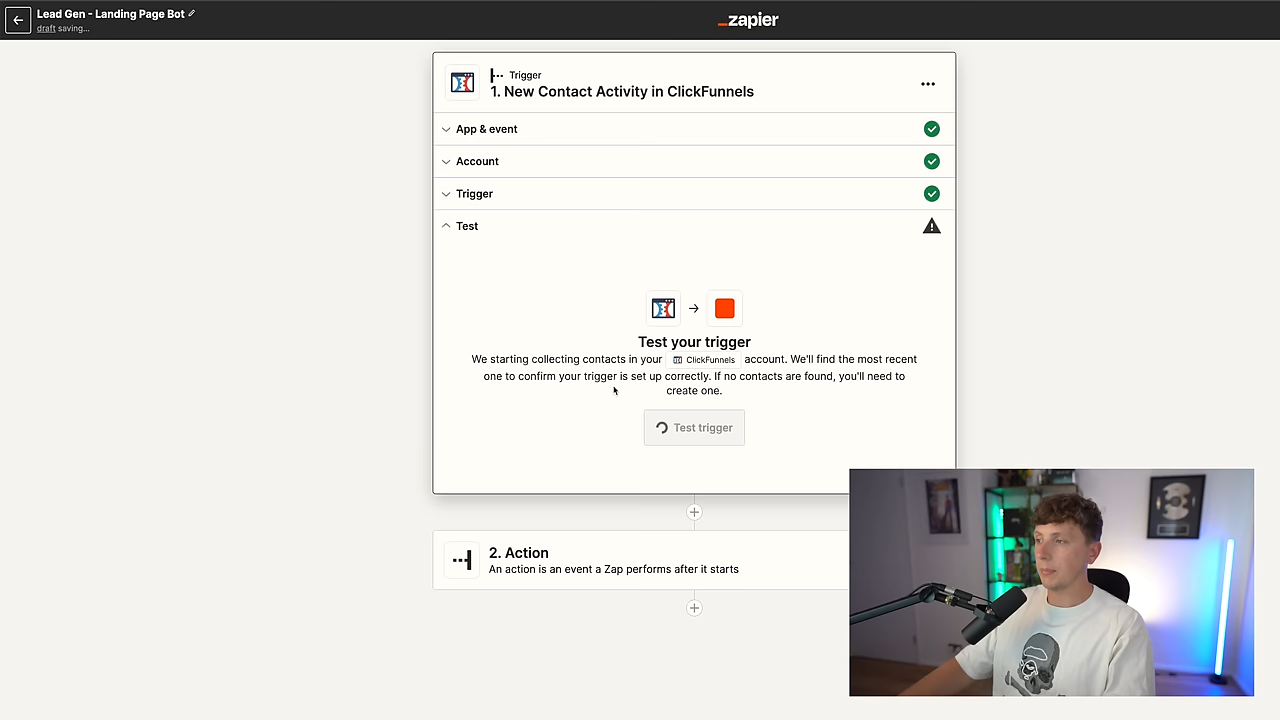 Lead Gen - Landing Page Bot
draft saving...
_zapier
Trigger
1. New Contact Activity in ClickFunnels
App & event
Account
Trigger
Test
Test your trigger
We starting collecting contacts in your ClickFunnels account. We'll find the most recent
one to confirm your trigger is set up correctly. If no contacts are found, you'll need to
create one.
Test trigger
2. Action
An action is an event a Zap performs after it starts